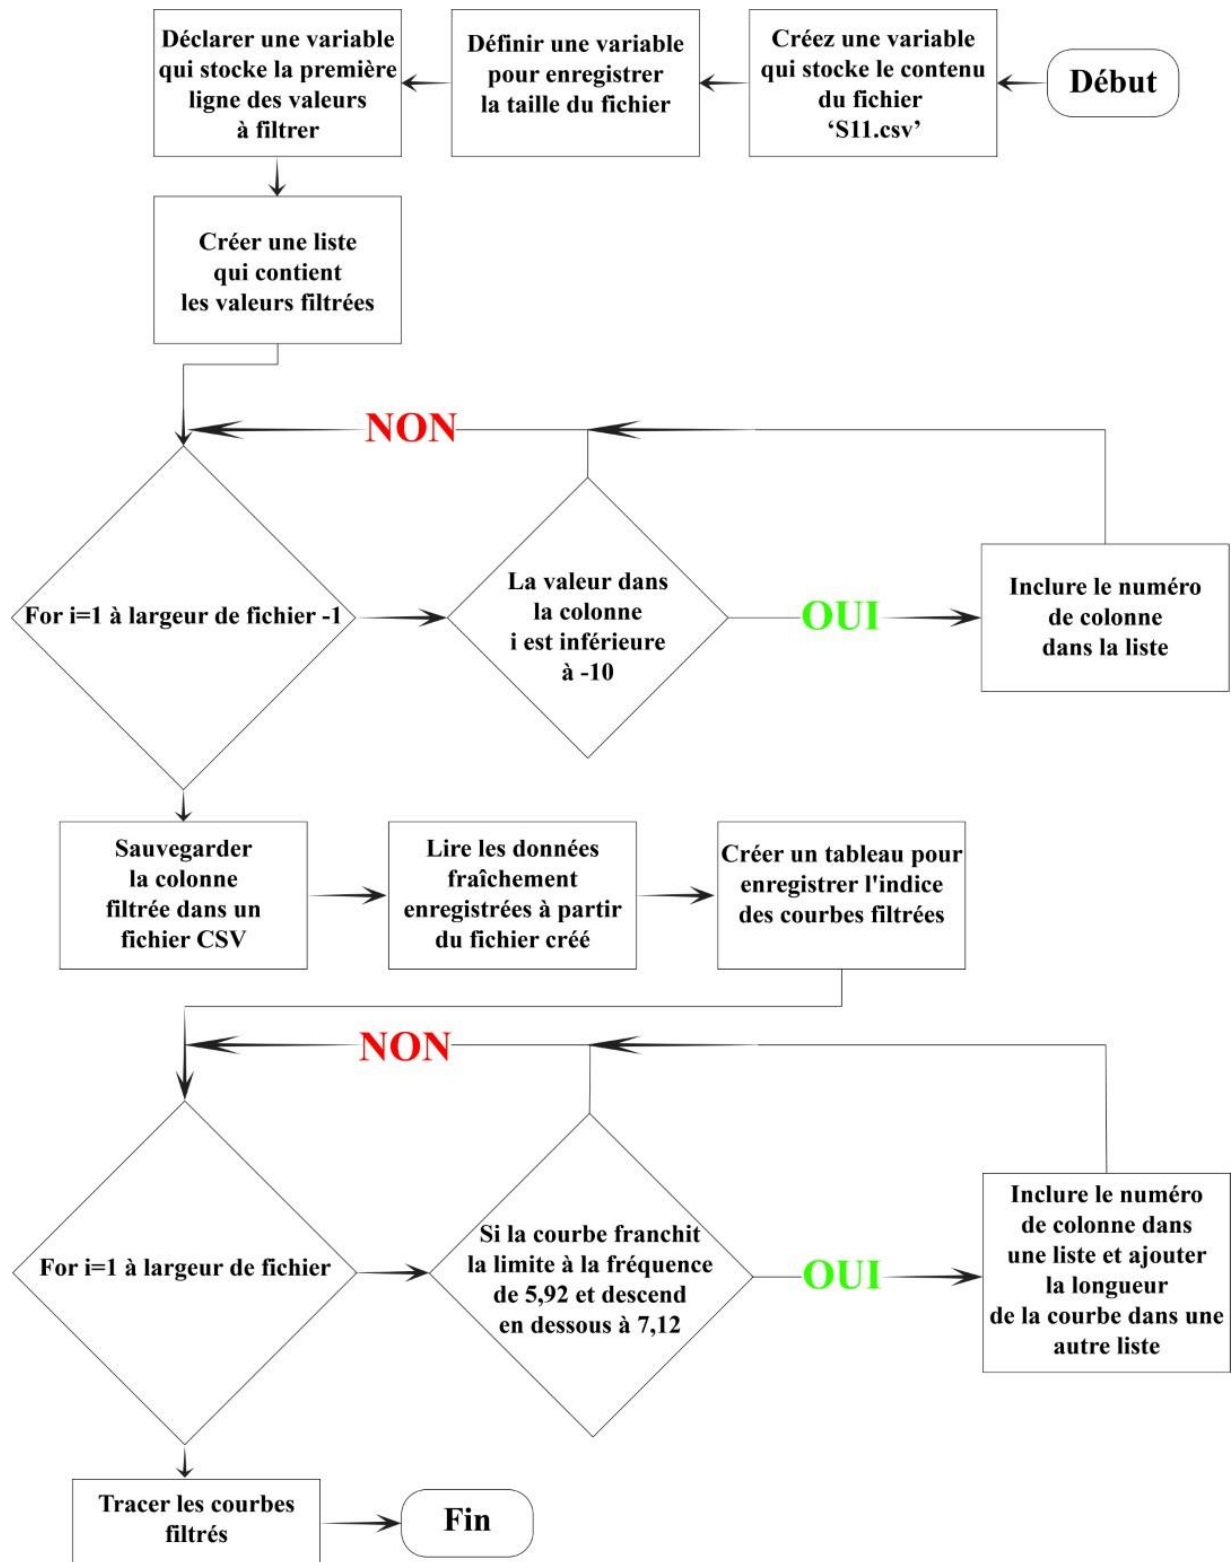 Début
Créez une variable
qui stocke le contenu
du fichier
‘S11.csv’
Définir une variable
pour enregistrer
la taille du fichier
Déclarer une variable
qui stocke la première
ligne des valeurs
à filtrer
Créer une liste
qui contient
les valeurs filtrées
For i=1 à largeur de fichier -1
NON
La valeur dans
la colonne
i est inférieure
à -10
OUI
Inclure le numéro
de colonne
dans la liste
Sauvegarder
la colonne
filtrée dans un
fichier CSV
Lire les données
fraîchement
enregistrées à partir
du fichier créé
Créer un tableau pour
enregistrer l'indice
des courbes filtrées
For i=1 à largeur de fichier
NON
Si la courbe franchit
la limite à la fréquence
de 5,92 et descend
en dessous à 7,12
OUI
Inclure le numéro
de colonne dans
une liste et ajouter
la longueur
de la courbe dans une
autre liste
Tracer les courbes
filtrés
Fin